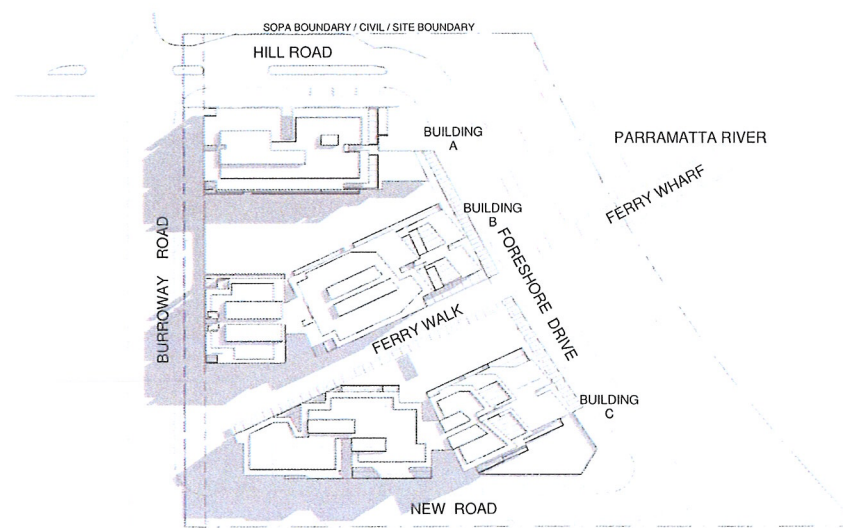 SOPA BOUNDARY / CIVIL / SITE BOUNDARY
HILL ROAD
BUILDING
A
PARRAMATTA RIVER
FERRY WHARF
BUILDING
B
FORESHORE DRIVE
BURROWAY ROAD
FERRY WALK
BUILDING
C
NEW ROAD